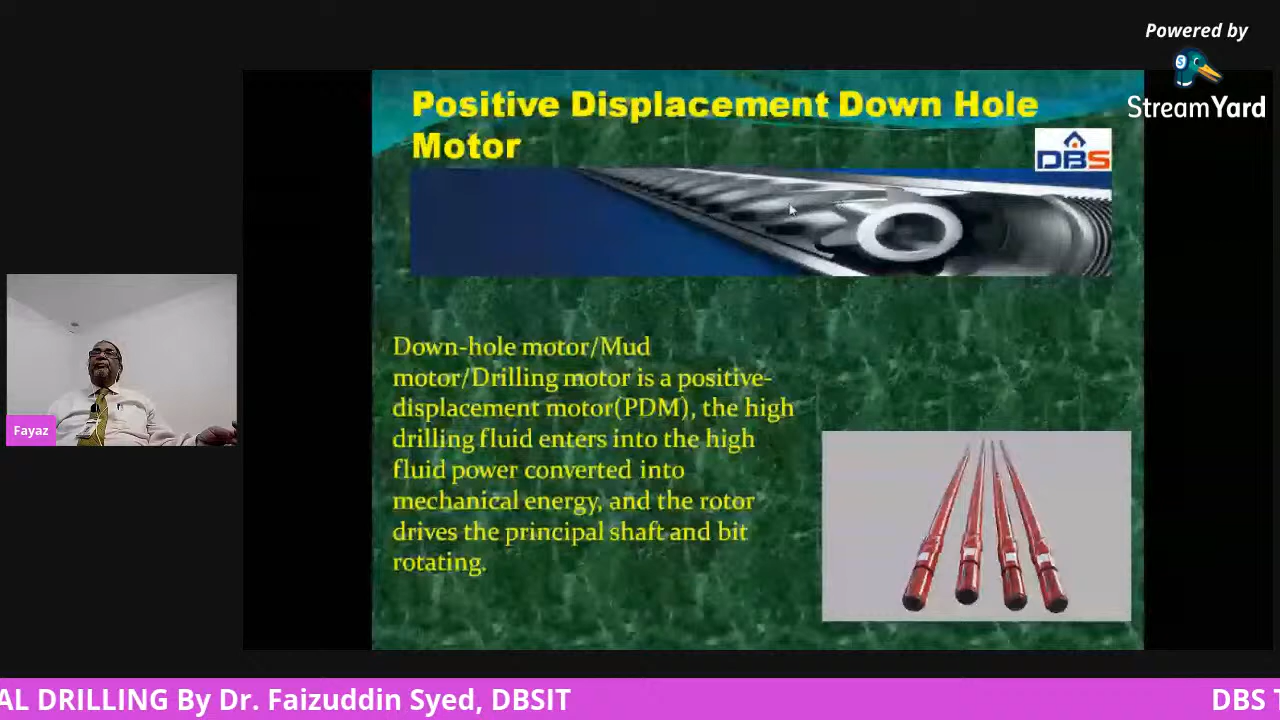 Powered by
StreamYard
Positive Displacement Down Hole
Motor
DBS
Down-hole motor/Mud
motor/Drilling motor is a positive-
displacement motor(PDM), the high
drilling fluid enters into the high
fluid power converted into
mechanical energy, and the rotor
drives the principal shaft and bit
rotating.
Fayaz
AL DRILLING By Dr. Faizuddin Syed, DBSIT
DBS T